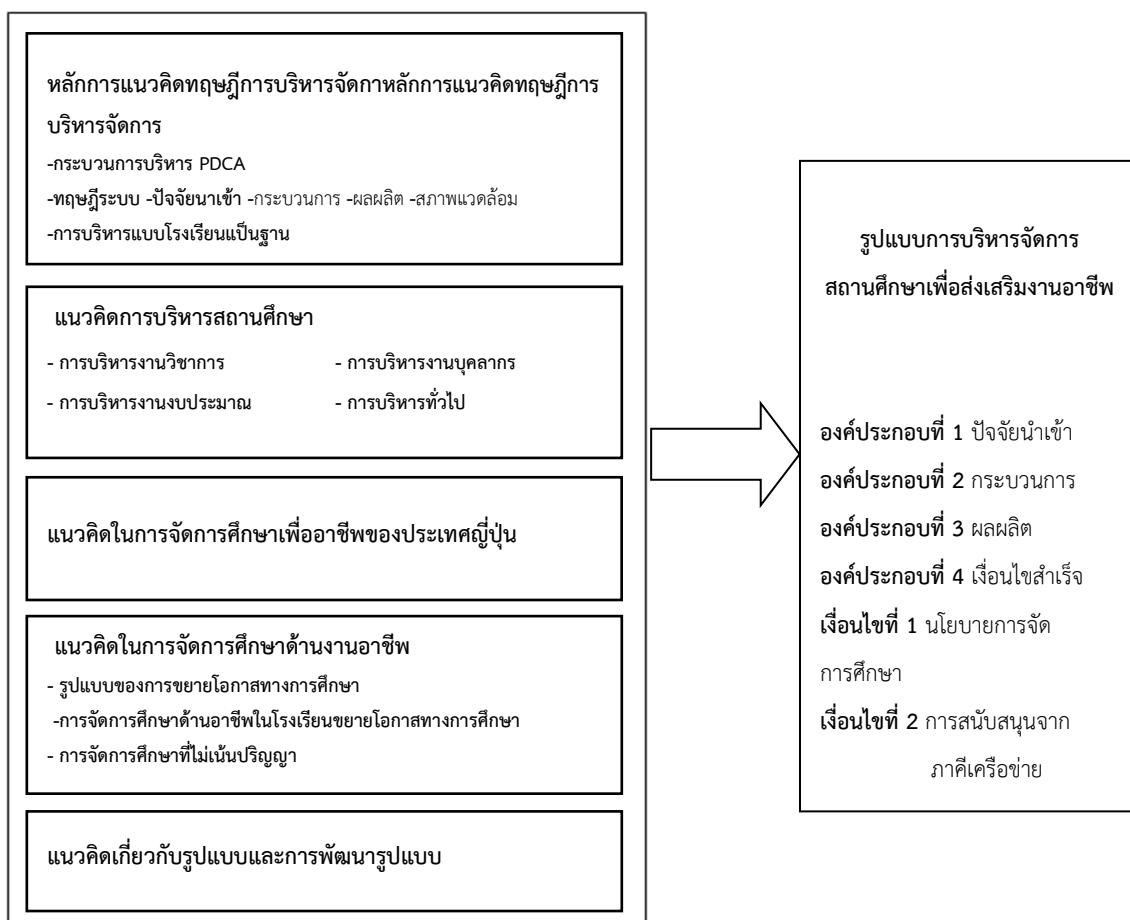 หลักการแนวคิดทฤษฎีการบริหารจัดกาหลักการแนวคิดทฤษฎีการ
บริหารจัดการ
-กระบวนการบริหาร PDCA
-ทฤษฎีระบบ -ปัจจัยนาเข้า -กระบวนการ -ผลผลิต -สภาพแวดล้อม
-การบริหารแบบโรงเรียนแป็นฐาน
แนวคิดการบริหารสถานศึกษา
- การบริหารงานวิชาการ - การบริหารงานบุคลากร
- การบริหารงานงบประมาณ - การบริหารทั่วไป
แนวคิดในการจัดการศึกษาเพื่ออาชีพของประเทศญี่ปุ่น
แนวคิดในการจัดการศึกษาด้านงานอาชีพ
- รูปแบบของการขยายโอกาสทางการศึกษา
-การจัดการศึกษาด้านอาชีพในโรงเรียนขยายโอกาสทางการศึกษา
- การจัดการศึกษาที่ไม่เน้นปริญญา
แนวคิดเกี่ยวกับรูปแบบและการพัฒนารูปแบบ
รูปแบบการบริหารจัดการ
สถานศึกษาเพื่อส่งเสริมงานอาชีพ
องค์ประกอบที่ 1 ปัจจัยนำเข้า
องค์ประกอบที่ 2 กระบวนการ
องค์ประกอบที่ 3 ผลผลิต
องค์ประกอบที่ 4 เงื่อนไขสำเร็จ
เงื่อนไขที่ 1 นโยบายการจัด
การศึกษา
เงื่อนไขที่ 2 การสนับสนุนจาก
ภาคีเครือข่าย